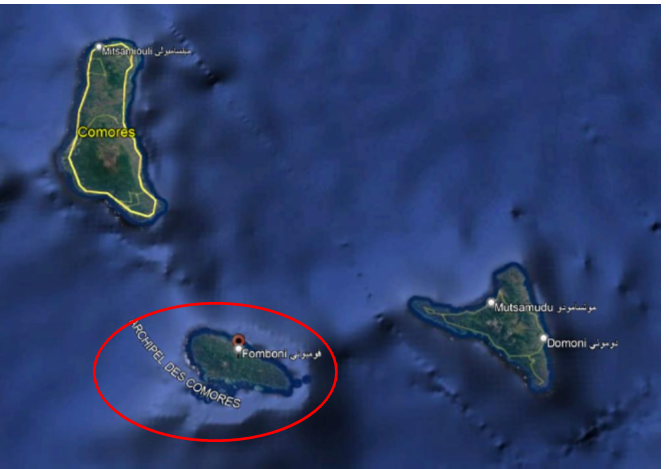 Mitsamiouli ميتساميولي
Comores
Mutsamudu موتسامودو
Domoni دوموني
Fomboni فومبوني
ARCHIPEL DES COMORES